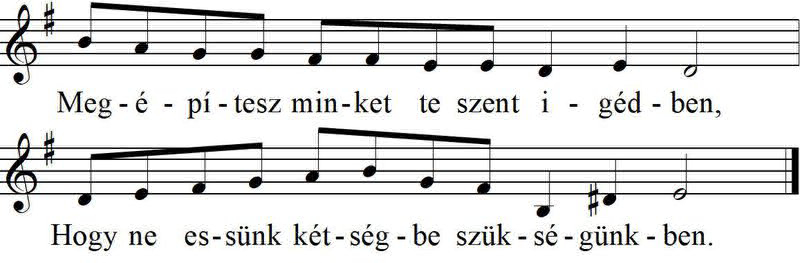 Meg - é - pí - tesz min - ket te szent i - géd - ben,
Hogy ne es - sünk két - ség - be szük - sé - günk - ben.